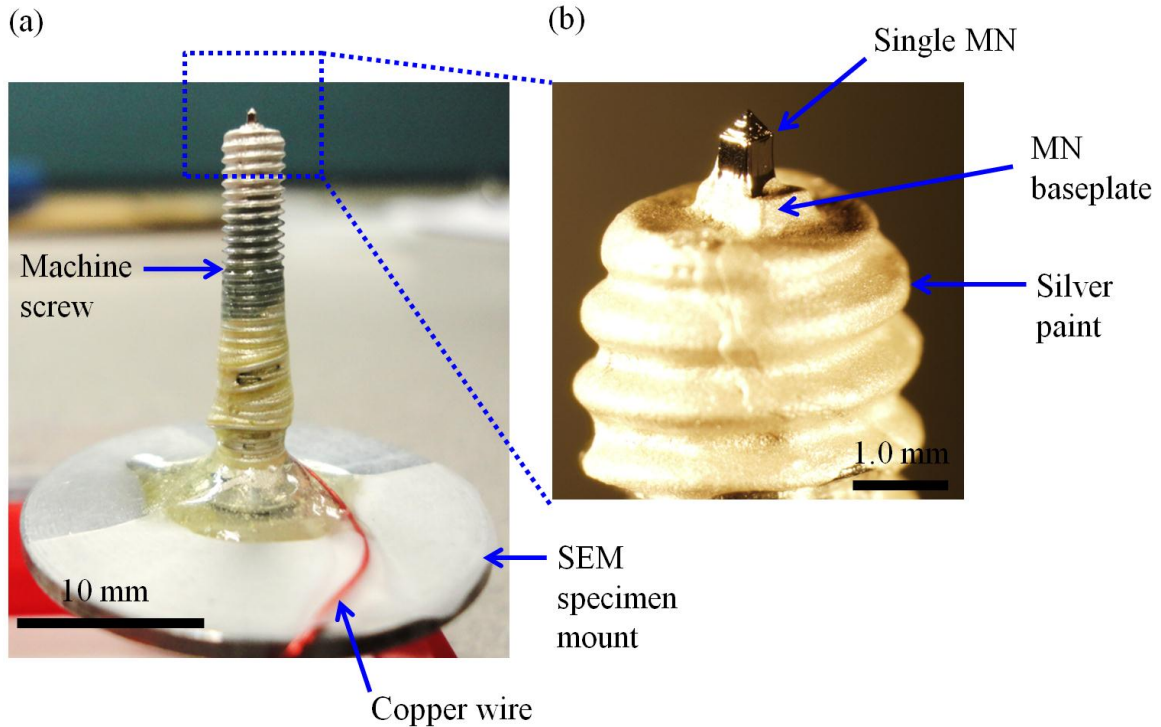 (a)
(b)
Single MN
MN
baseplate
Machine
screw
Silver
paint
1.0 mm
SEM
specimen
mount
10 mm
Copper wire